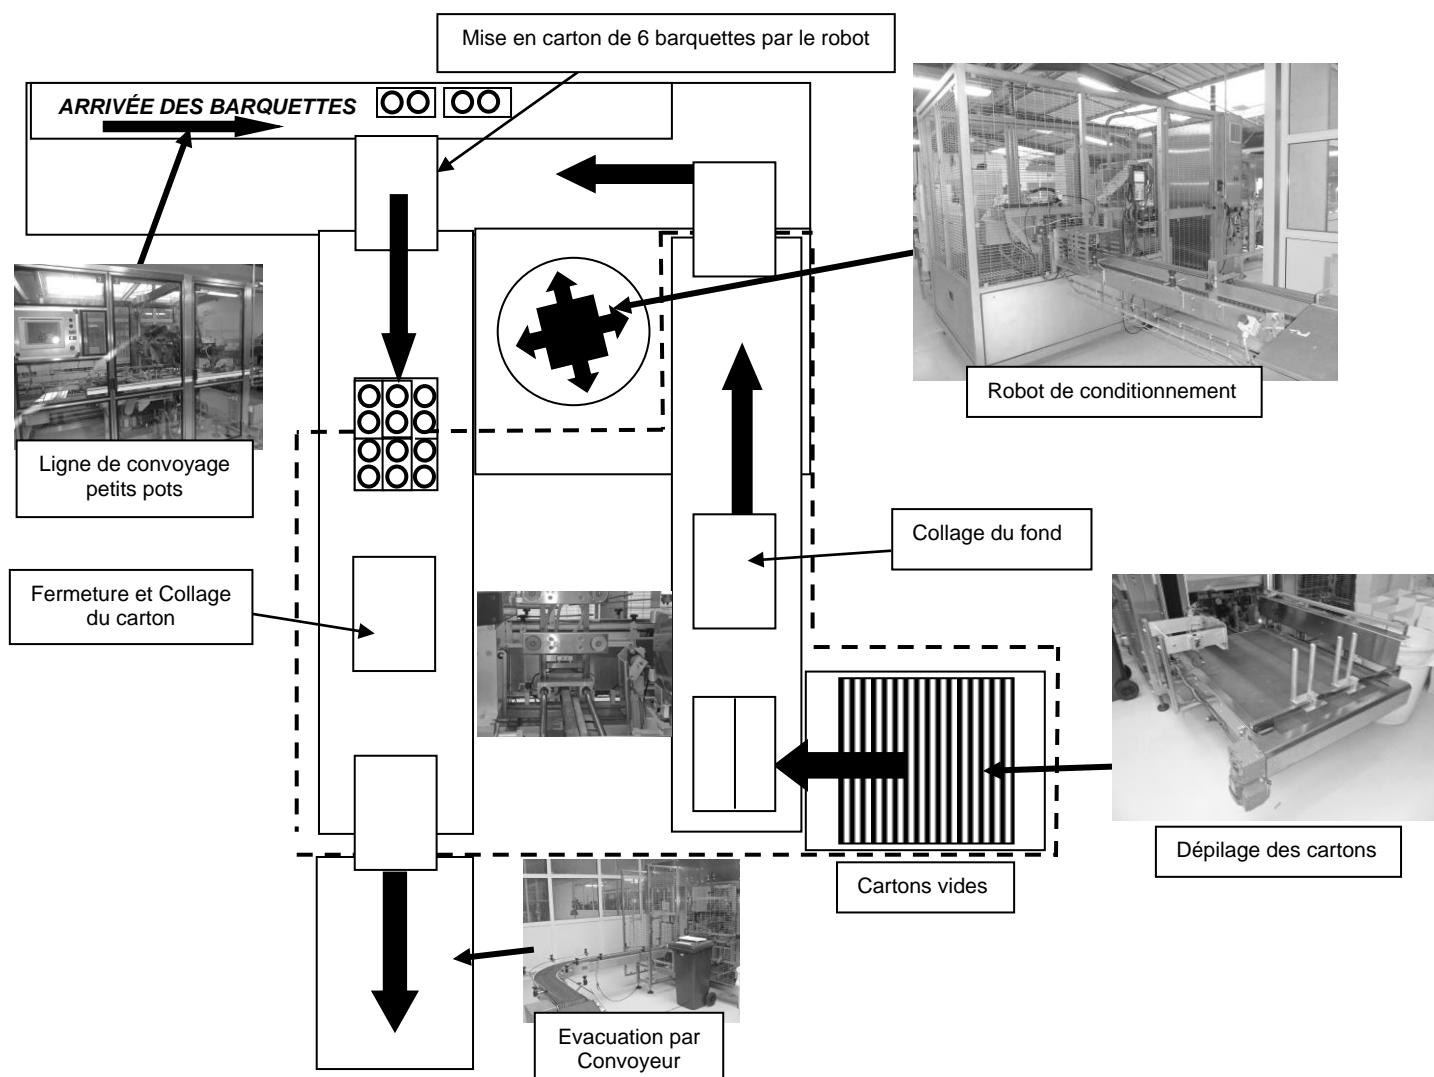 Mise en carton de 6 barquettes par le robot
ARRIVÉE DES BARQUETTES
Robot de conditionnement
Ligne de convoyage
petits pots
Collage du fond
Fermeture et Collage
du carton
Dépilage des cartons
Cartons vides
Evacuation par
Convoyeur